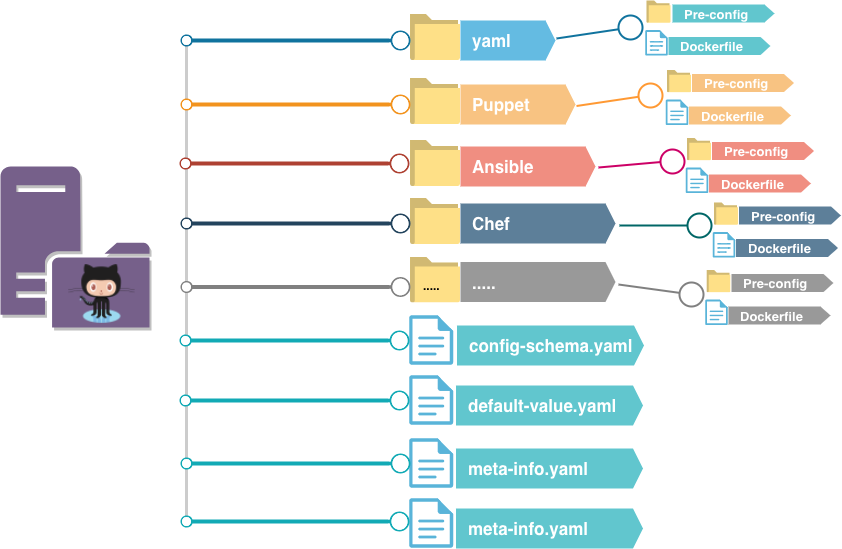 yaml
Pre-config
Dockerfile
Puppet
Pre-config
Dockerfile
Ansible
Pre-config
Dockerfile
Chef
Pre-config
Dockerfile
.....
.....
Pre-config
Dockerfile
config-schema.yaml
default-value.yaml
meta-info.yaml
meta-info.yaml